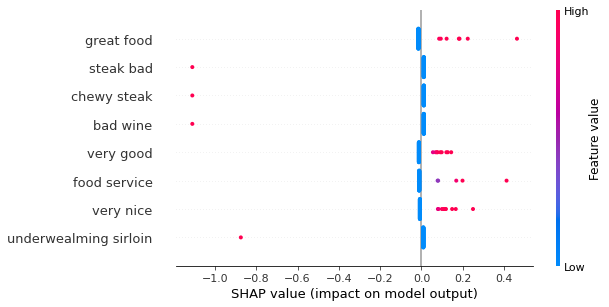 High
great food
steak bad
chewy steak
bad wine
very good
food service
very nice
underwealming sirloin
Feature value
Low
−1.0 −0.8 −0.6 −0.4 −0.2 0.0 0.2 0.4
SHAP value (impact on model output)